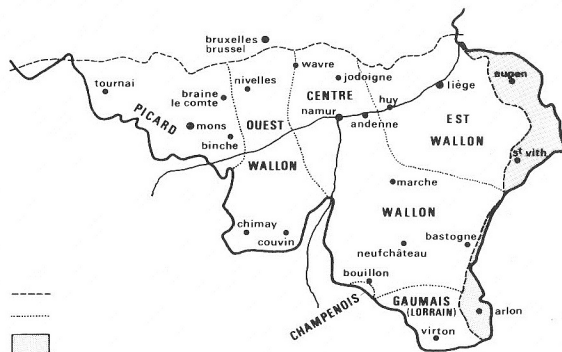 bruxelles
brussel
wavre
tournai
nivelles
jodoigne
eupen
braine
le comte
CENTRE
huy
liège
PICARD
mons
OUEST
namur
andenne
EST
WALLON
binche
WALLON
st vith
marche
WALLON
chimay
couvin
bastogne
neufchâteau
bouillon
CHAMPENOIS
GAUMAIS
(LORRAIN)
arlon
virton